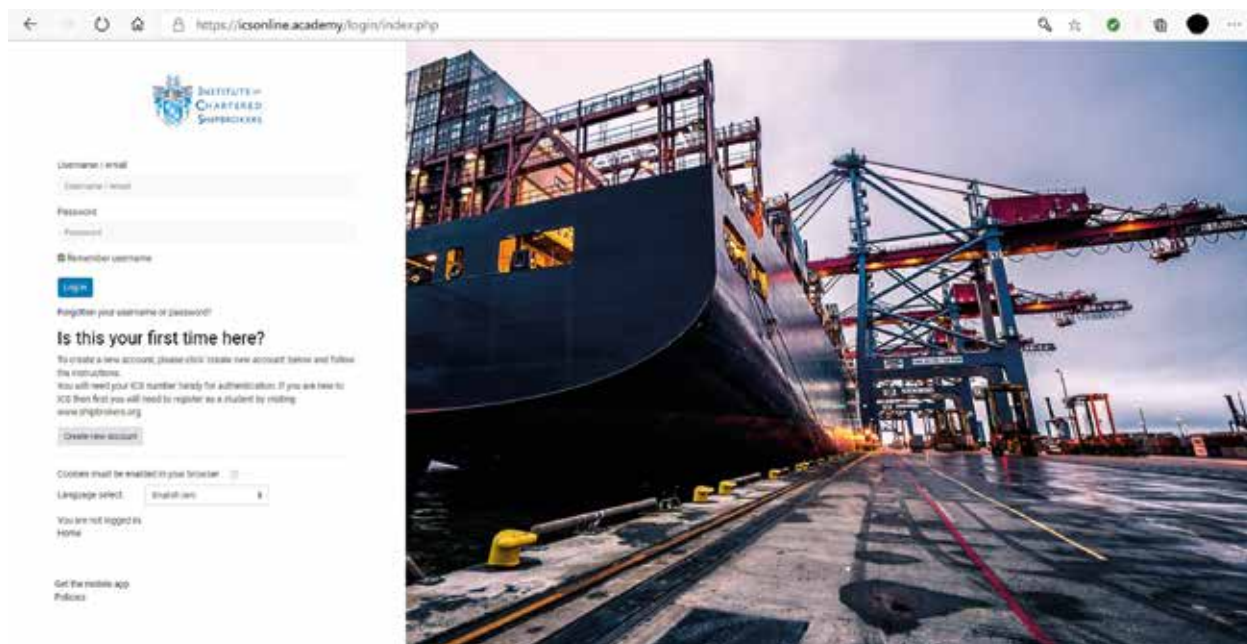 https://icsonline.academy/login/index.php
INSTITUTE OF
CHARTERED
SHIPBROKERS
Username / email
Username / email
Password
Password
Remember username
Log in
Forgotten your username or password?
Is this your first time here?
To create a new account, please click 'create new account' below and follow
the instructions.
You will need your ICS number handy for authentication. If you are new to
ICS then first you will need to register as a student by visiting
www.shipbrokers.org
Create new account
Cookies must be enabled in your browser
Language select
You are not logged in.
Home
Get the mobile app
Policies